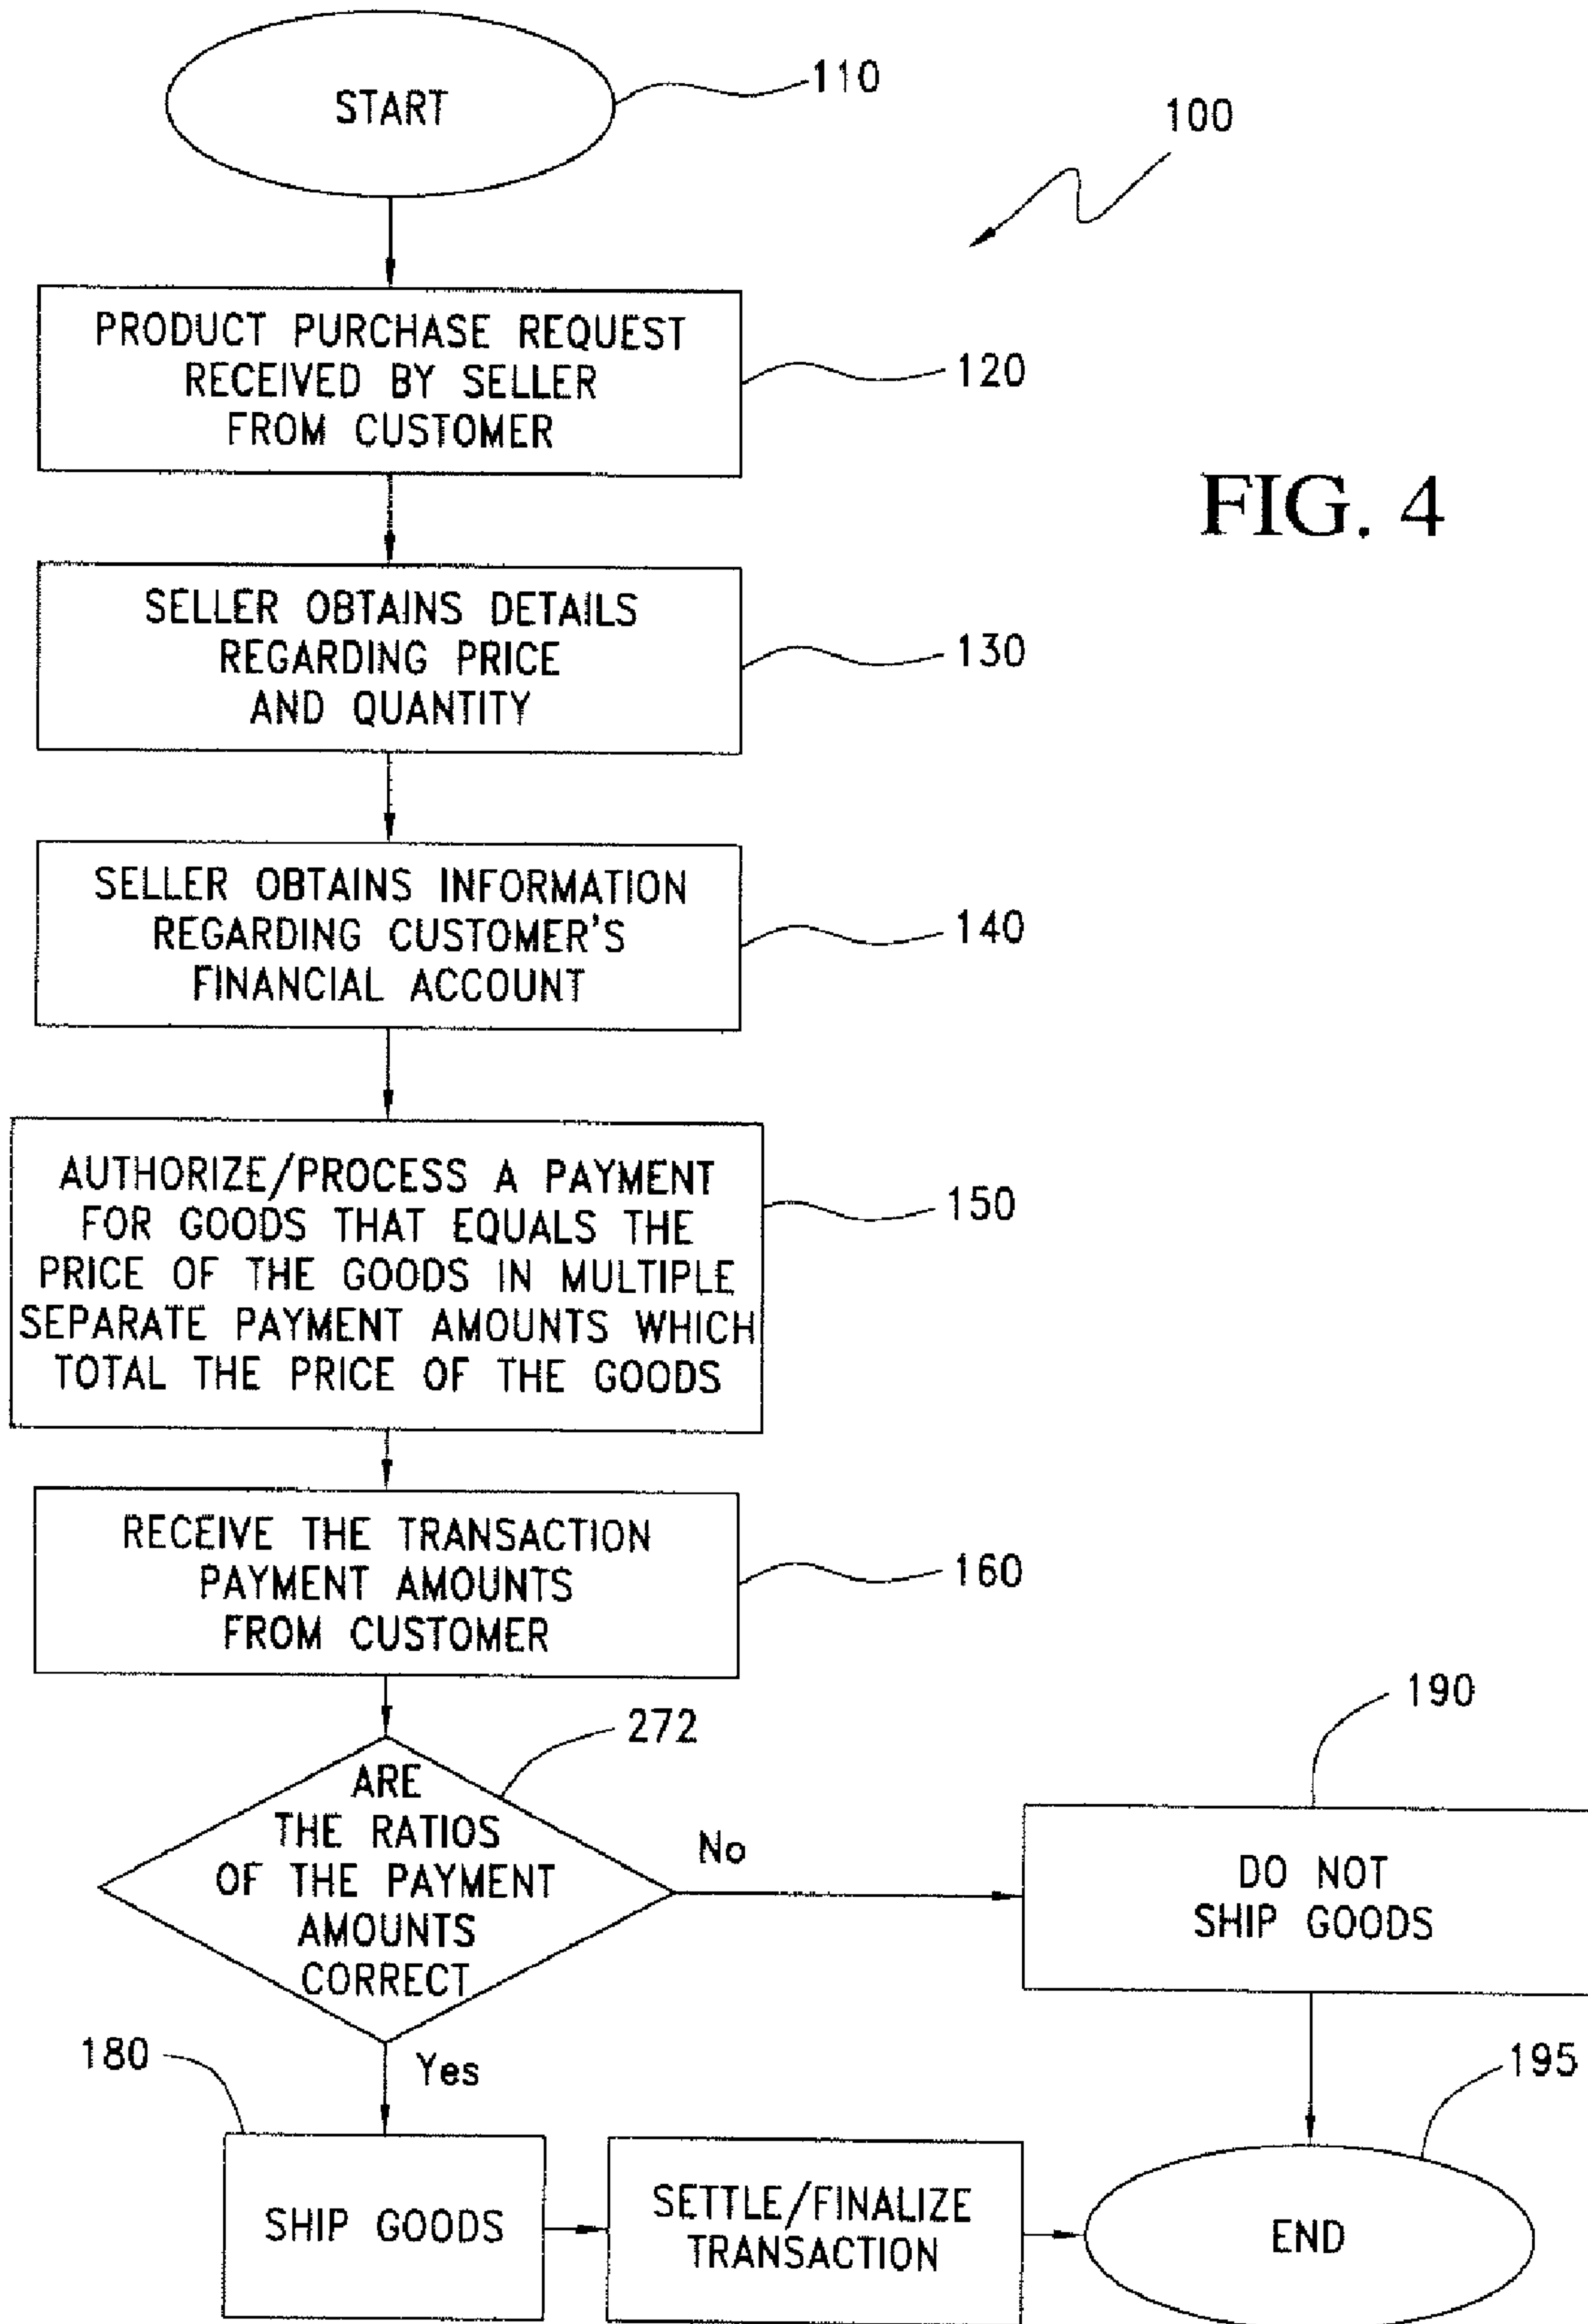 START
110
100
PRODUCT PURCHASE REQUEST
RECEIVED BY SELLER
FROM CUSTOMER
120
FIG. 4
SELLER OBTAINS DETAILS
REGARDING PRICE
AND QUANTITY
130
SELLER OBTAINS INFORMATION
REGARDING CUSTOMER'S
FINANCIAL ACCOUNT
140
AUTHORIZE/PROCESS A PAYMENT
FOR GOODS THAT EQUALS THE
PRICE OF THE GOODS IN MULTIPLE
SEPARATE PAYMENT AMOUNTS WHICH
TOTAL THE PRICE OF THE GOODS
150
RECEIVE THE TRANSACTION
PAYMENT AMOUNTS
FROM CUSTOMER
160
272
ARE
THE RATIOS
OF THE PAYMENT
AMOUNTS
CORRECT
No
190
DO NOT
SHIP GOODS
180
Yes
195
SHIP GOODS
SETTLE/FINALIZE
TRANSACTION
END